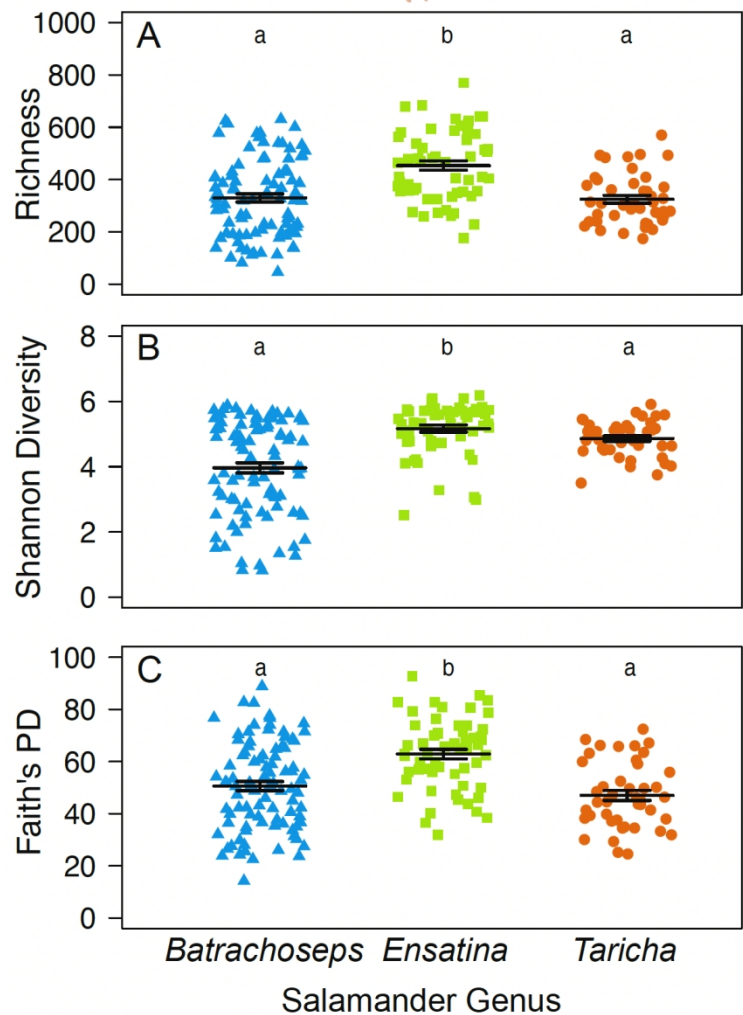 A
a
b
a
1000
800
600
400
200
0
Richness
B
a
b
a
8
6
4
2
0
Shannon Diversity
C
a
b
a
100
80
60
40
20
0
Faith's PD
Batrachoseps Ensatina Taricha
Salamander Genus